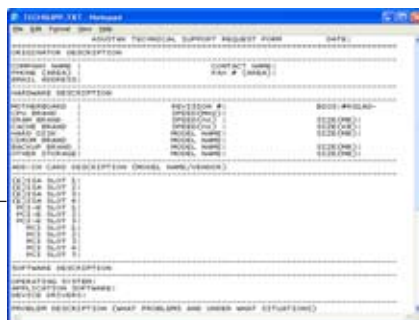 TECHSUPP.TXT - Notepad
File Edit Format View Help
ASUSTEK TECHNICAL SUPPORT REQUEST FORM DATE:
ORIGINATOR DESCRIPTION
COMPANY NAME: CONTACT NAME:
PHONE (AREA): FAX # (AREA):
EMAIL ADDRESS:
HARDWARE DESCRIPTION
MOTHERBOARD : REVISION #: BIOS:
CPU BRAND : SPEED(MHz):
DRAM BRAND : SPEED(ns): SIZE(MB):
CACHE BRAND : SPEED(ns): SIZE(KB):
HARD DISK : MODEL NAME: SIZE(MB):
CDROM BRAND : MODEL NAME:
BACKUP BRAND : MODEL NAME: SIZE(MB):
OTHER STORAGE: MODEL NAME: SIZE(MB):
ADD-IN CARD DESCRIPTION (MODEL NAME/VENDOR)
(E)ISA SLOT 1:
(E)ISA SLOT 2:
(E)ISA SLOT 3:
(E)ISA SLOT 4:
PCI-E SLOT 1:
PCI-E SLOT 2:
PCI-E SLOT 3:
PCI SLOT 1:
PCI SLOT 2:
PCI SLOT 3:
PCI SLOT 4:
PCI SLOT 5:
SOFTWARE DESCRIPTION
OPERATING SYSTEM:
APPLICATION SOFTWARE:
DEVICE DRIVERS:
PROBLEM DESCRIPTION (WHAT PROBLEMS AND UNDER WHAT SITUATIONS)